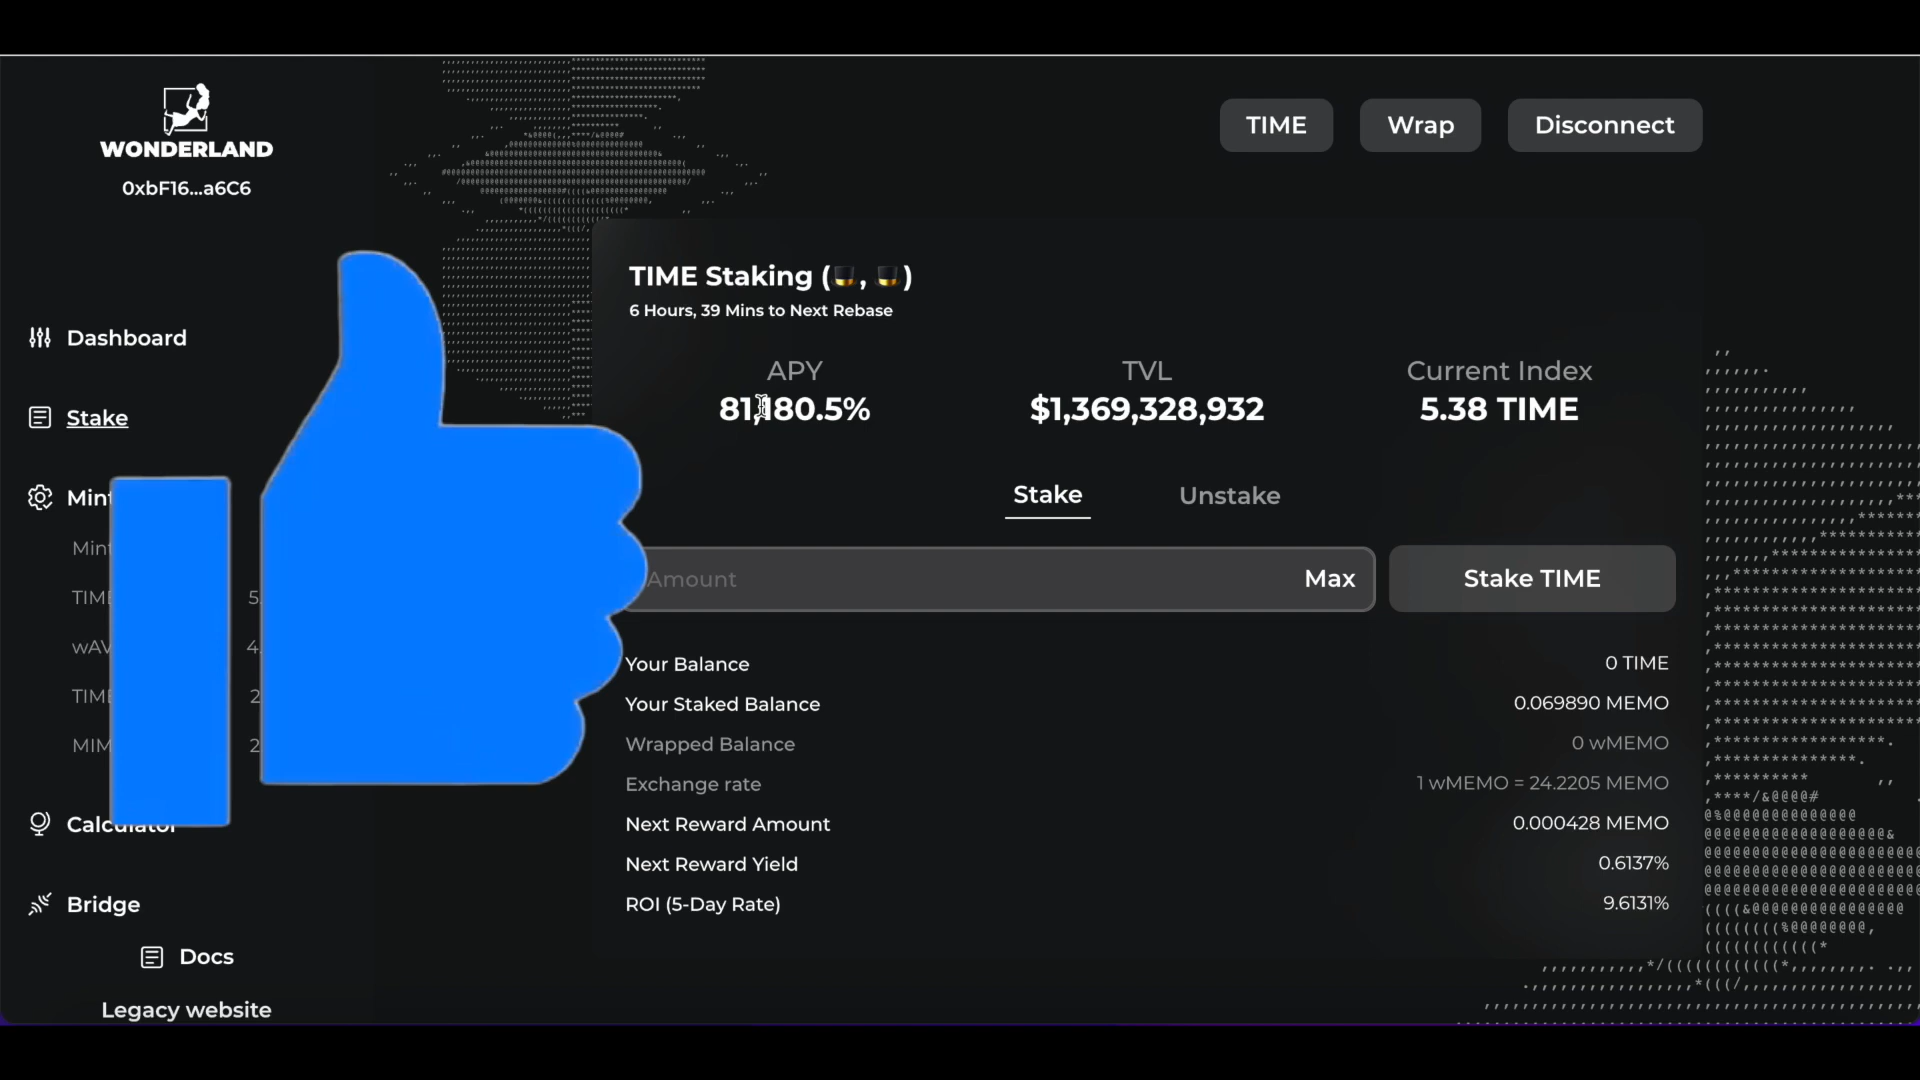 WONDERLAND
0xbF16...a6C6
TIME
Wrap
Disconnect
Dashboard
Stake
Calculator
Bridge
Docs
Legacy website
TIME Staking (🎩, 🎩)
6 Hours, 39 Mins to Next Rebase
APY
81,180.5%
TVL
$1,369,328,932
Current Index
5.38 TIME
Stake
Unstake
Amount
Max
Stake TIME
Your Balance
0 TIME
Your Staked Balance
0.069890 MEMO
Wrapped Balance
0 wMEMO
Exchange rate
1 wMEMO = 24.2205 MEMO
Next Reward Amount
0.000428 MEMO
Next Reward Yield
0.6137%
ROI (5-Day Rate)
9.6131%